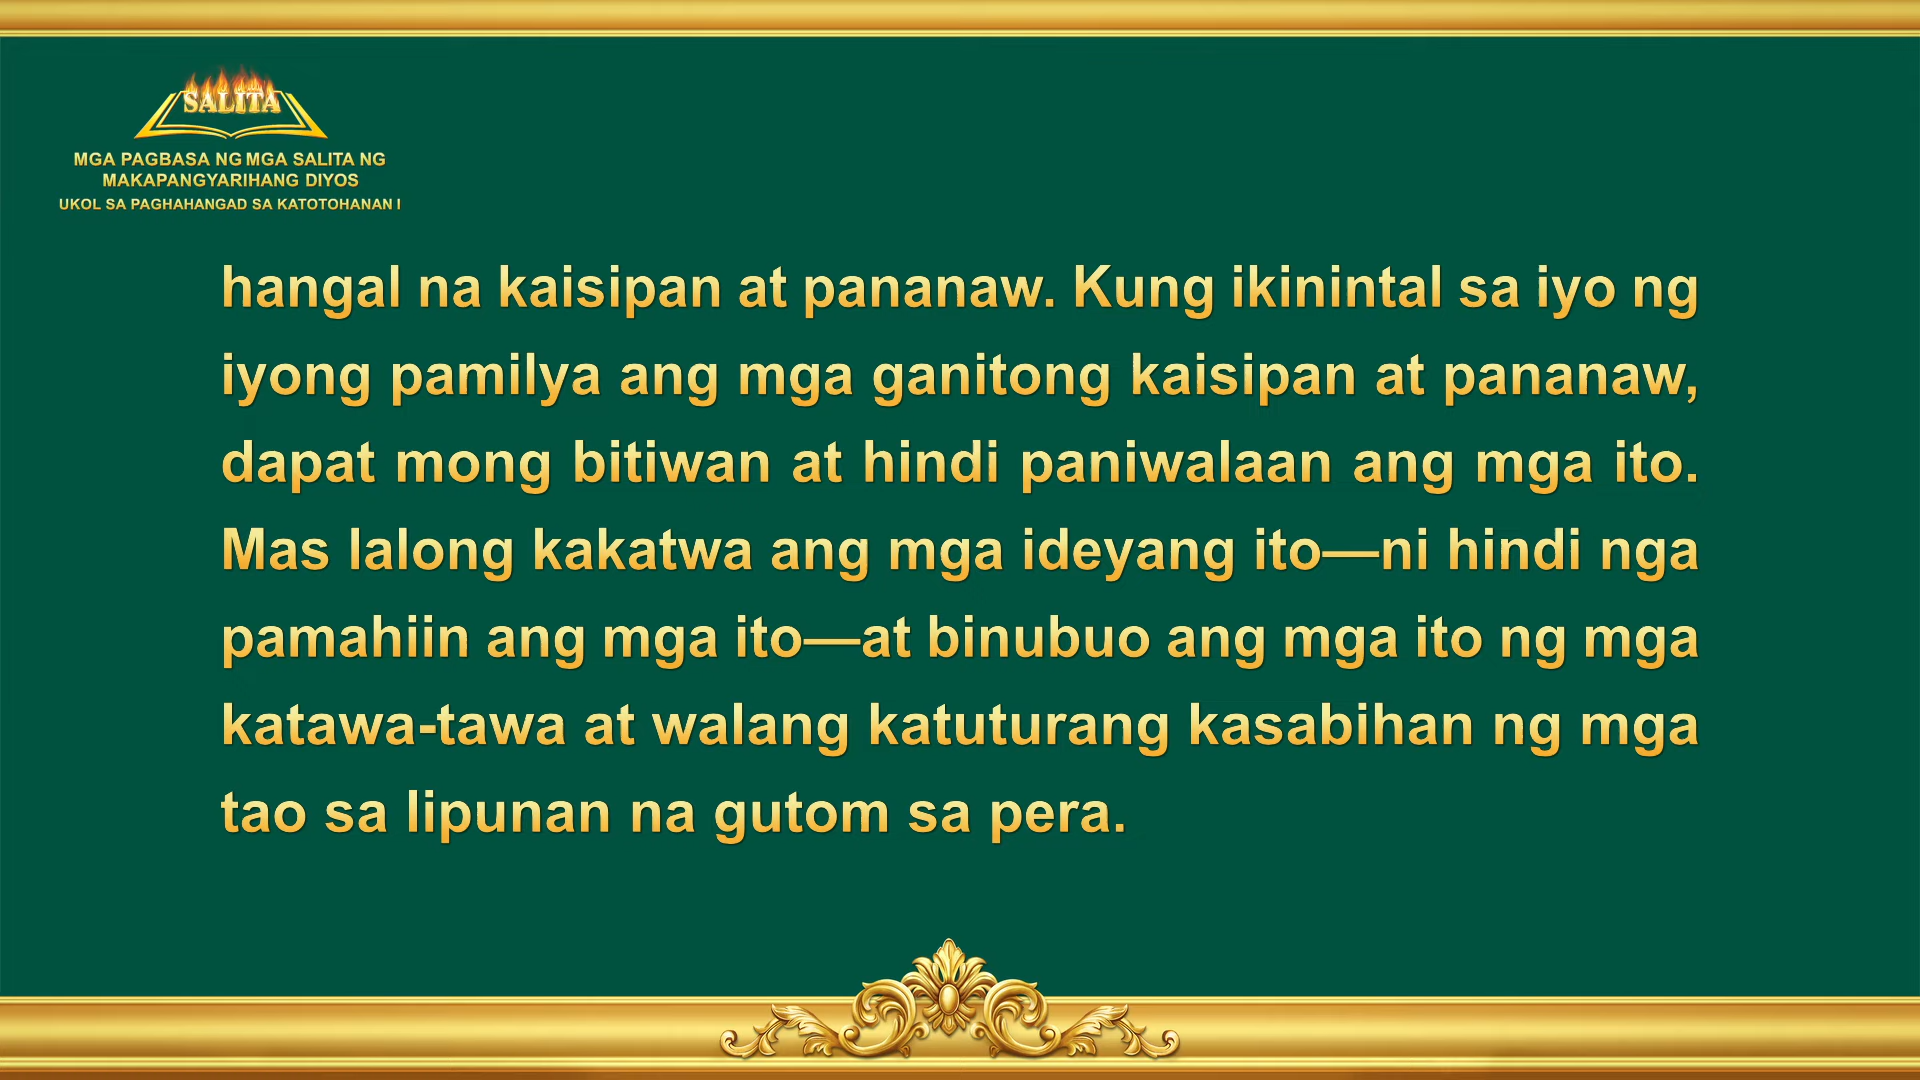 SALITA
MGA PAGBASA NG MGA SALITA NG
MAKAPANGYARIHANG DIYOS
UKOL SA PAGHAHANGAD SA KATOTOHANAN I
hangal na kaisipan at pananaw. Kung ikinintal sa iyo ng
iyong pamilya ang mga ganitong kaisipan at pananaw,
dapat mong bitiwan at hindi paniwalaan ang mga ito.
Mas lalong kakatwa ang mga ideyang ito—ni hindi nga
pamahiin ang mga ito—at binubuo ang mga ito ng mga
katawa-tawa at walang katuturang kasabihan ng mga
tao sa lipunan na gutom sa pera.